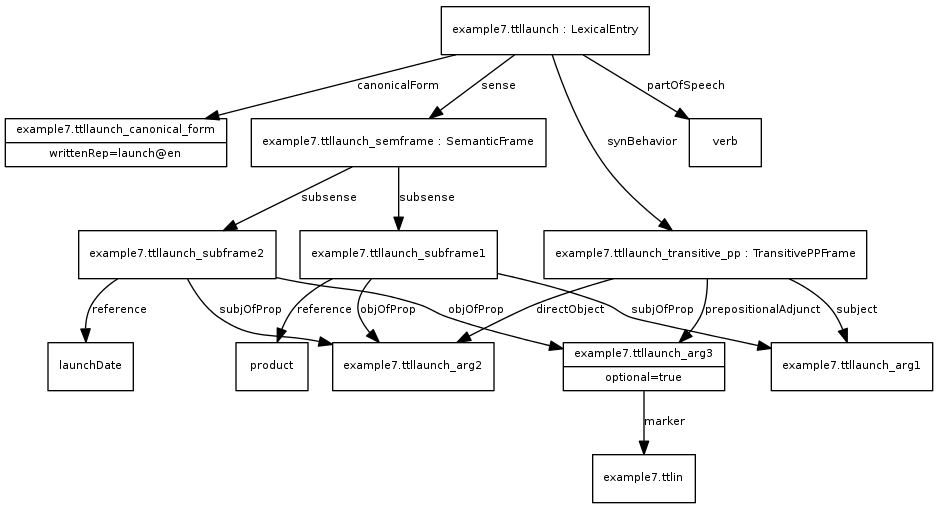 example7.ttllaunch : LexicalEntry
canonicalForm
sense
partOfSpeech
example7.ttllaunch_canonical_form
writtenRep=launch@en
example7.ttllaunch_semframe : SemanticFrame
synBehavior
verb
subsense
subsense
example7.ttllaunch_subframe2
example7.ttllaunch_subframe1
example7.ttllaunch_transitive_pp : TransitivePPFrame
reference
subjOfProp
reference
objOfProp
objOfProp
directObject
subjOfProp
prepositionalAdjunct
subject
launchDate
product
example7.ttllaunch_arg2
example7.ttllaunch_arg3
optional=true
example7.ttllaunch_arg1
marker
example7.ttlin